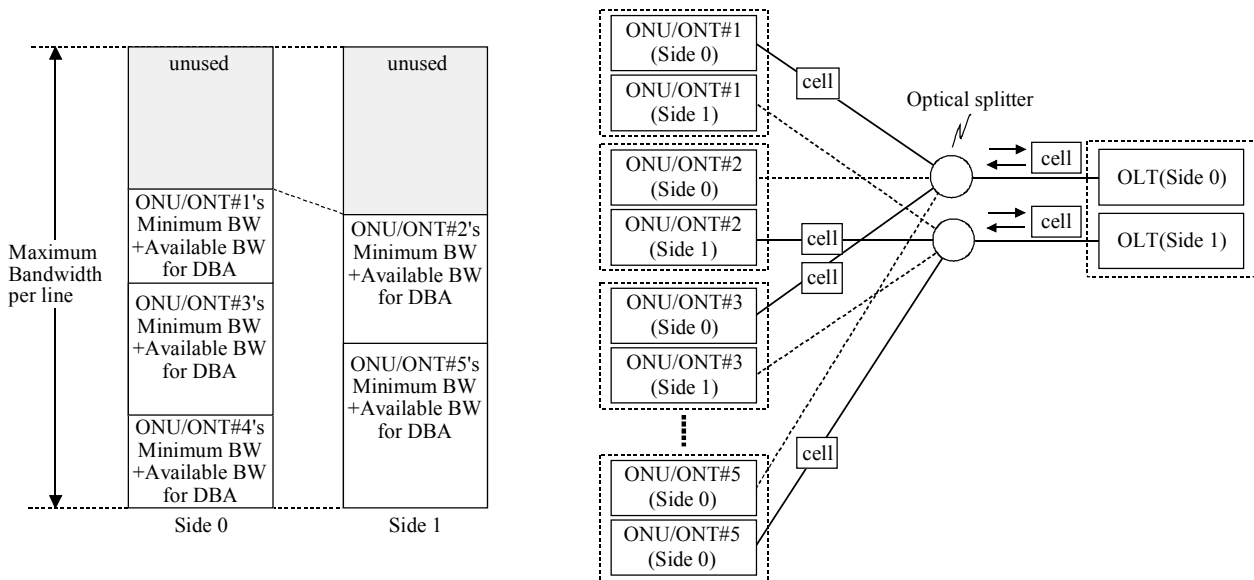 unused
unused
ONU/ONT#1's
Minimum BW
+Available BW
for DBA
ONU/ONT#2's
Minimum BW
+Available BW
for DBA
Maximum
Bandwidth
per line
ONU/ONT#3's
Minimum BW
+Available BW
for DBA
ONU/ONT#5's
Minimum BW
+Available BW
for DBA
ONU/ONT#4's
Minimum BW
+Available BW
for DBA
Side 0
Side 1
ONU/ONT#1
(Side 0)
ONU/ONT#1
(Side 1)
ONU/ONT#2
(Side 0)
ONU/ONT#2
(Side 1)
ONU/ONT#3
(Side 0)
ONU/ONT#3
(Side 1)
ONU/ONT#5
(Side 0)
ONU/ONT#5
(Side 0)
cell
cell
cell
cell
Optical splitter
cell
cell
OLT(Side 0)
OLT(Side 1)